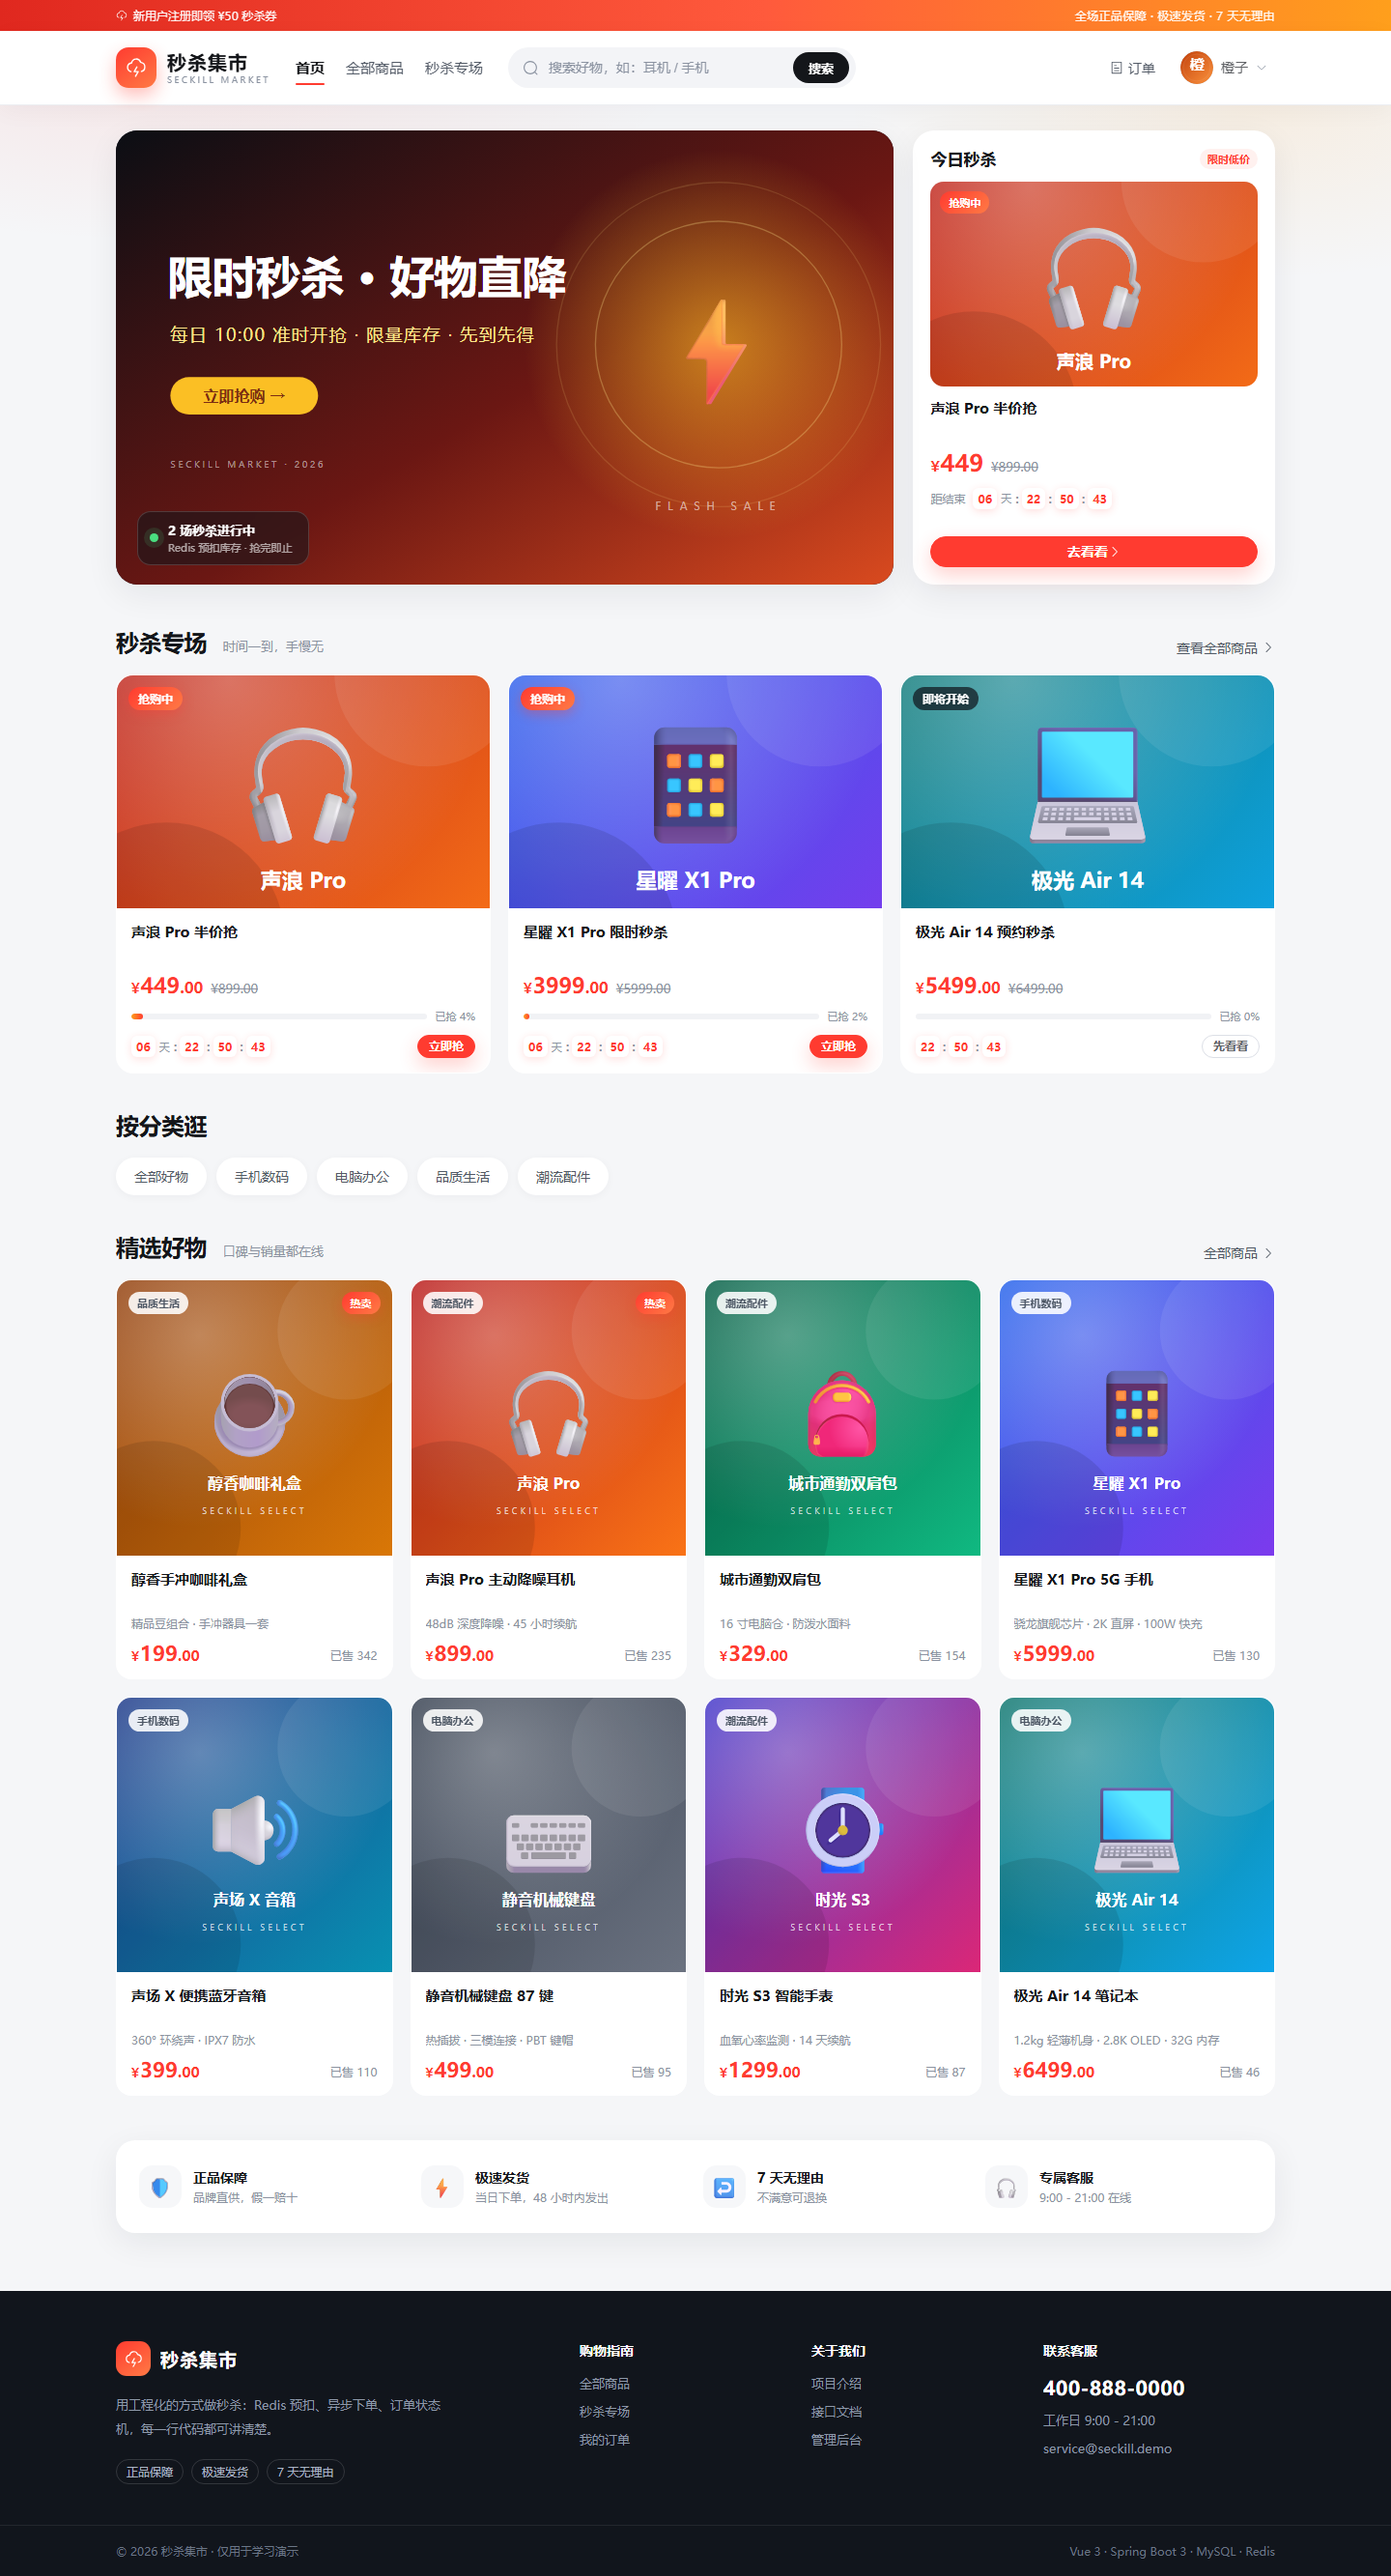 新用户注册即领 ¥50 秒杀券
全场正品保障 · 极速发货 · 7 天无理由
秒杀集市
SECKILL MARKET
首页
全部商品
秒杀专场
搜索好物，如：耳机 / 手机
搜索
订单
橙
橙子
限时秒杀 · 好物直降
每日 10:00 准时开抢 · 限量库存 · 先到先得
立即抢购 →
SECKILL MARKET · 2026
FLASH SALE
2 场秒杀进行中
Redis 预扣库存 · 抢完即止
今日秒杀
限时低价
抢购中
声浪 Pro
声浪 Pro 半价抢
¥449 ¥899.00
距结束 06 天 : 22 : 50 : 43
去看看
秒杀专场
时间一到，手慢无
查看全部商品
抢购中
声浪 Pro
声浪 Pro 半价抢
¥449.00 ¥899.00
已抢 4%
06 天 : 22 : 50 : 43
立即抢
抢购中
星曜 X1 Pro
星曜 X1 Pro 限时秒杀
¥3999.00 ¥5999.00
已抢 2%
06 天 : 22 : 50 : 43
立即抢
即将开始
极光 Air 14
极光 Air 14 预约秒杀
¥5499.00 ¥6499.00
已抢 0%
22 : 50 : 43
先看看
按分类逛
全部好物
手机数码
电脑办公
品质生活
潮流配件
精选好物
口碑与销量都在线
全部商品
品质生活
热卖
醇香咖啡礼盒
SECKILL SELECT
醇香手冲咖啡礼盒
精品豆组合 · 手冲器具一套
¥199.00
已售 342
潮流配件
热卖
声浪 Pro
SECKILL SELECT
声浪 Pro 主动降噪耳机
48dB 深度降噪 · 45 小时续航
¥899.00
已售 235
潮流配件
城市通勤双肩包
SECKILL SELECT
城市通勤双肩包
16 寸电脑仓 · 防泼水面料
¥329.00
已售 154
手机数码
星曜 X1 Pro
SECKILL SELECT
星曜 X1 Pro 5G 手机
骁龙旗舰芯片 · 2K 直屏 · 100W 快充
¥5999.00
已售 130
手机数码
声场 X 音箱
SECKILL SELECT
声场 X 便携蓝牙音箱
360° 环绕声 · IPX7 防水
¥399.00
已售 110
电脑办公
静音机械键盘
SECKILL SELECT
静音机械键盘 87 键
热插拔 · 三模连接 · PBT 键帽
¥499.00
已售 95
潮流配件
时光 S3
SECKILL SELECT
时光 S3 智能手表
血氧心率监测 · 14 天续航
¥1299.00
已售 87
电脑办公
极光 Air 14
SECKILL SELECT
极光 Air 14 笔记本
1.2kg 轻薄机身 · 2.8K OLED · 32G 内存
¥6499.00
已售 46
正品保障
品牌直供，假一赔十
极速发货
当日下单，48 小时内发出
7 天无理由
不满意可退换
专属客服
9:00 - 21:00 在线
秒杀集市
用工程化的方式做秒杀：Redis 预扣、异步下单、订单状态
机，每一行代码都可讲清楚。
正品保障
极速发货
7 天无理由
购物指南
全部商品
秒杀专场
我的订单
关于我们
项目介绍
接口文档
管理后台
联系客服
400-888-0000
工作日 9:00 - 21:00
service@seckill.demo
© 2026 秒杀集市 · 仅用于学习演示
Vue 3 · Spring Boot 3 · MySQL · Redis